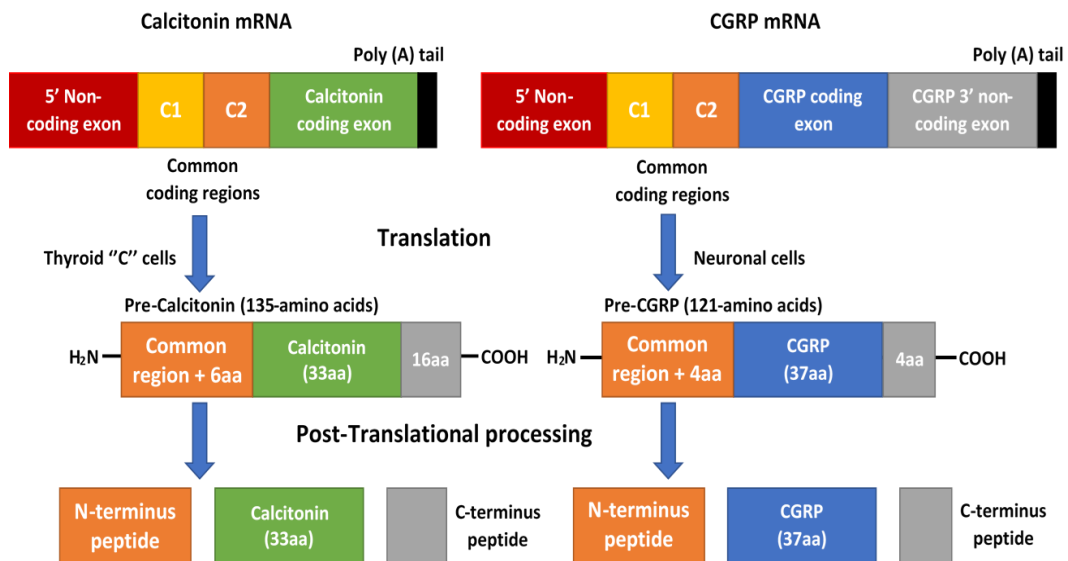 Calcitonin mRNA
CGRP mRNA
Poly (A) tail
Poly (A) tail
5’ Non-
coding exon
C1
C2
Calcitonin
coding exon
5’ Non-
coding exon
C1
C2
CGRP coding
exon
CGRP 3’ non-
coding exon
Common
coding regions
Common
coding regions
Translation
Thyroid ‘‘C’’ cells
Neuronal cells
Pre-Calcitonin (135-amino acids)
Pre-CGRP (121-amino acids)
H₂N
Common
region + 6aa
Calcitonin
(33aa)
16aa
COOH
H₂N
Common
region + 4aa
CGRP
(37aa)
4aa
COOH
Post-Translational processing
N-terminus
peptide
Calcitonin
(33aa)
C-terminus
peptide
N-terminus
peptide
CGRP
(37aa)
C-terminus
peptide